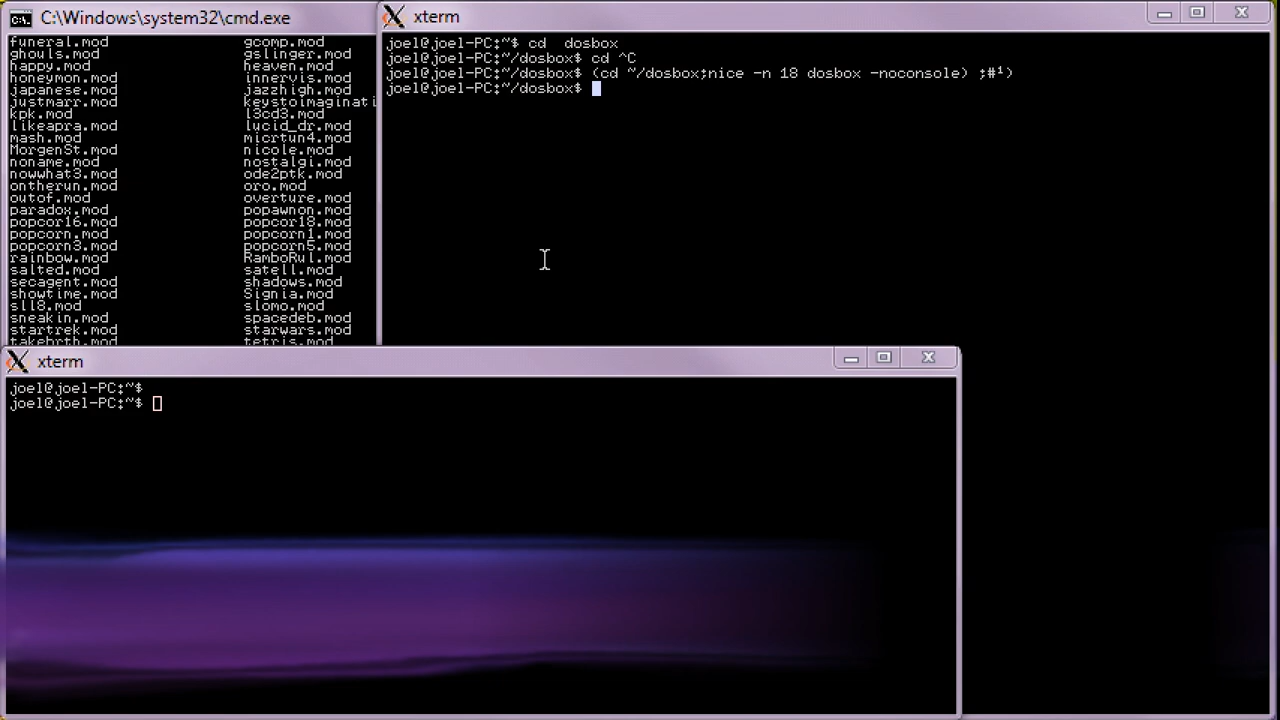 C:\Windows\system32\cmd.exe
funeral.mod gcomp.mod
ghouls.mod gslinger.mod
happy.mod heaven.mod
honeymon.mod innervis.mod
japanese.mod jazzhigh.mod
justmarr.mod keystoimaginati
kpk.mod l3cd3.mod
likeapra.mod lucid_dr.mod
mash.mod micrtun4.mod
MorgenSt.mod nicole.mod
noname.mod nostalgi.mod
nowwhat3.mod ode2ptk.mod
ontherun.mod oro.mod
outof.mod overture.mod
paradox.mod popawnon.mod
popcor16.mod popcor18.mod
popcorn.mod popcorn1.mod
popcorn3.mod popcorn5.mod
rainbow.mod RamboRul.mod
salted.mod satell.mod
secagent.mod shadows.mod
showtime.mod Signia.mod
sll8.mod slomo.mod
sneakin.mod spacedeb.mod
startrek.mod starwars.mod
takebrth.mod tetris.mod
xterm
joel@joel-PC:~$ cd  dosbox
joel@joel-PC:~/dosbox$ cd ^C
joel@joel-PC:~/dosbox$ (cd ~/dosbox;nice -n 18 dosbox -noconsole) ;#¹)
joel@joel-PC:~/dosbox$
xterm
joel@joel-PC:~$
joel@joel-PC:~$